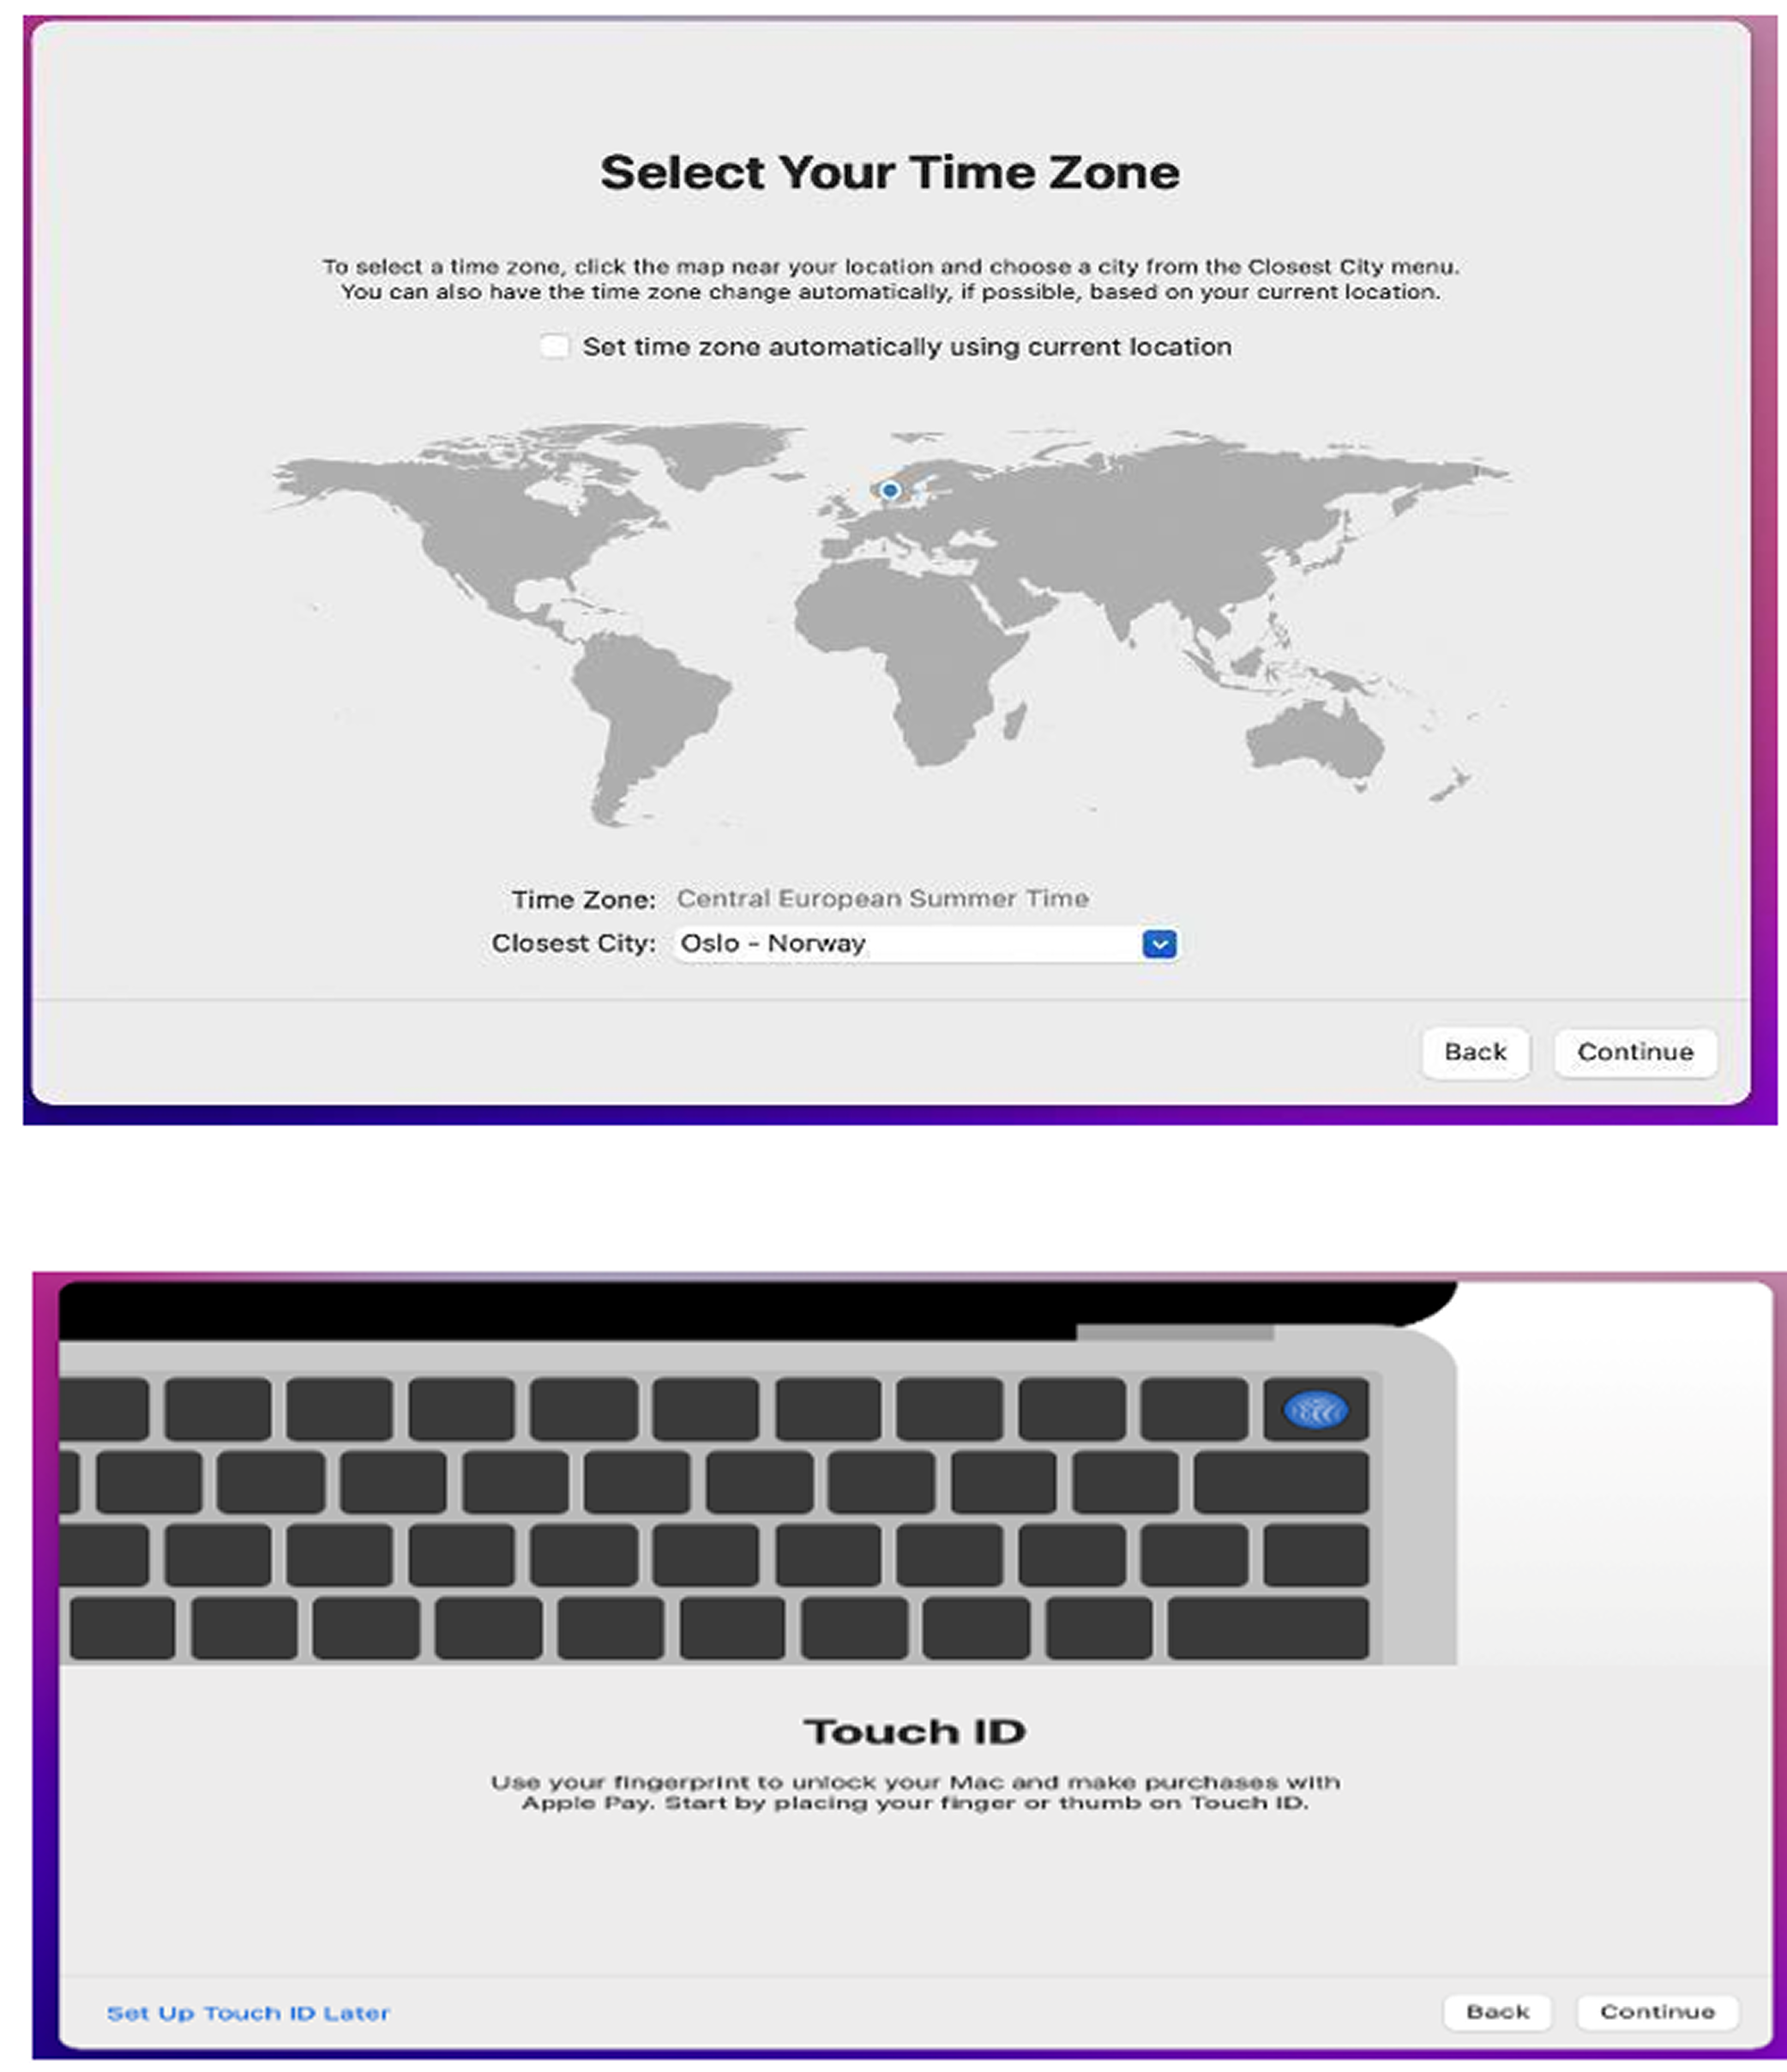 Select Your Time Zone
To select a time zone, click the map near your location and choose a city from the Closest City menu.
You can also have the time zone change automatically, if possible, based on your current location.
Set time zone automatically using current location
Time Zone: Central European Summer Time
Closest City: Oslo - Norway
Back Continue
Touch ID
Use your fingerprint to unlock your Mac and make purchases with
Apple Pay. Start by placing your finger or thumb on Touch ID.
Set Up Touch ID Later Back Continue